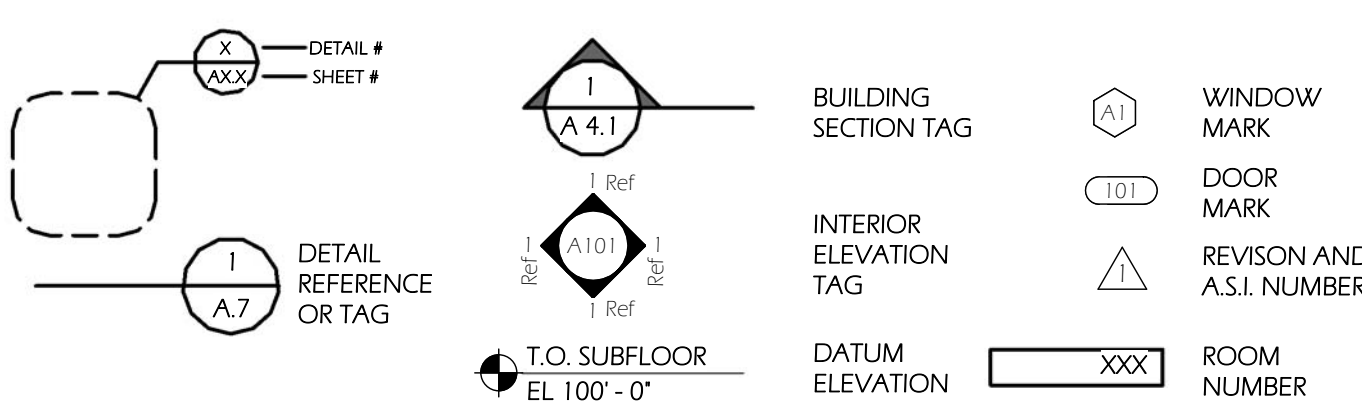 X
DETAIL #
AX.X
SHEET #
1
A.7
DETAIL
REFERENCE
OR TAG
1
A 4.1
BUILDING
SECTION TAG
1 Ref
1
Ref
A101
1
Ref
1 Ref
INTERIOR
ELEVATION
TAG
T.O. SUBFLOOR
EL 100' - 0"
DATUM
ELEVATION
A1
WINDOW
MARK
101
DOOR
MARK
1
REVISON AND
A.S.I. NUMBER
XXX
ROOM
NUMBER